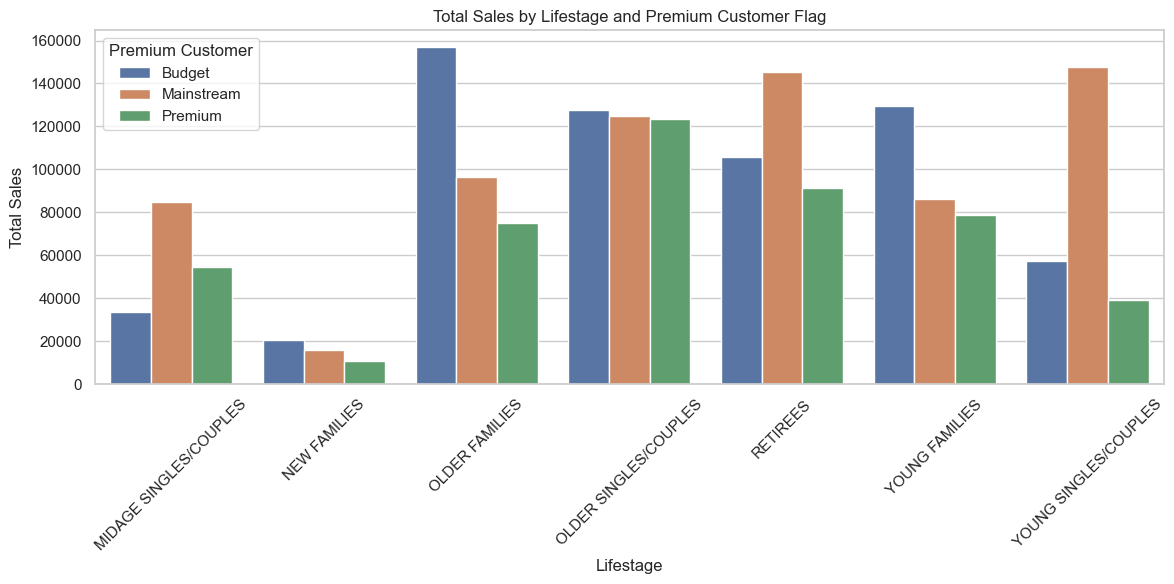 Total Sales by Lifestage and Premium Customer Flag
Premium Customer
Budget
Mainstream
Premium
160000
140000
120000
100000
80000
60000
40000
20000
0
Total Sales
MIDAGE SINGLES/COUPLES
NEW FAMILIES
OLDER FAMILIES
OLDER SINGLES/COUPLES
RETIREES
YOUNG FAMILIES
YOUNG SINGLES/COUPLES
Lifestage